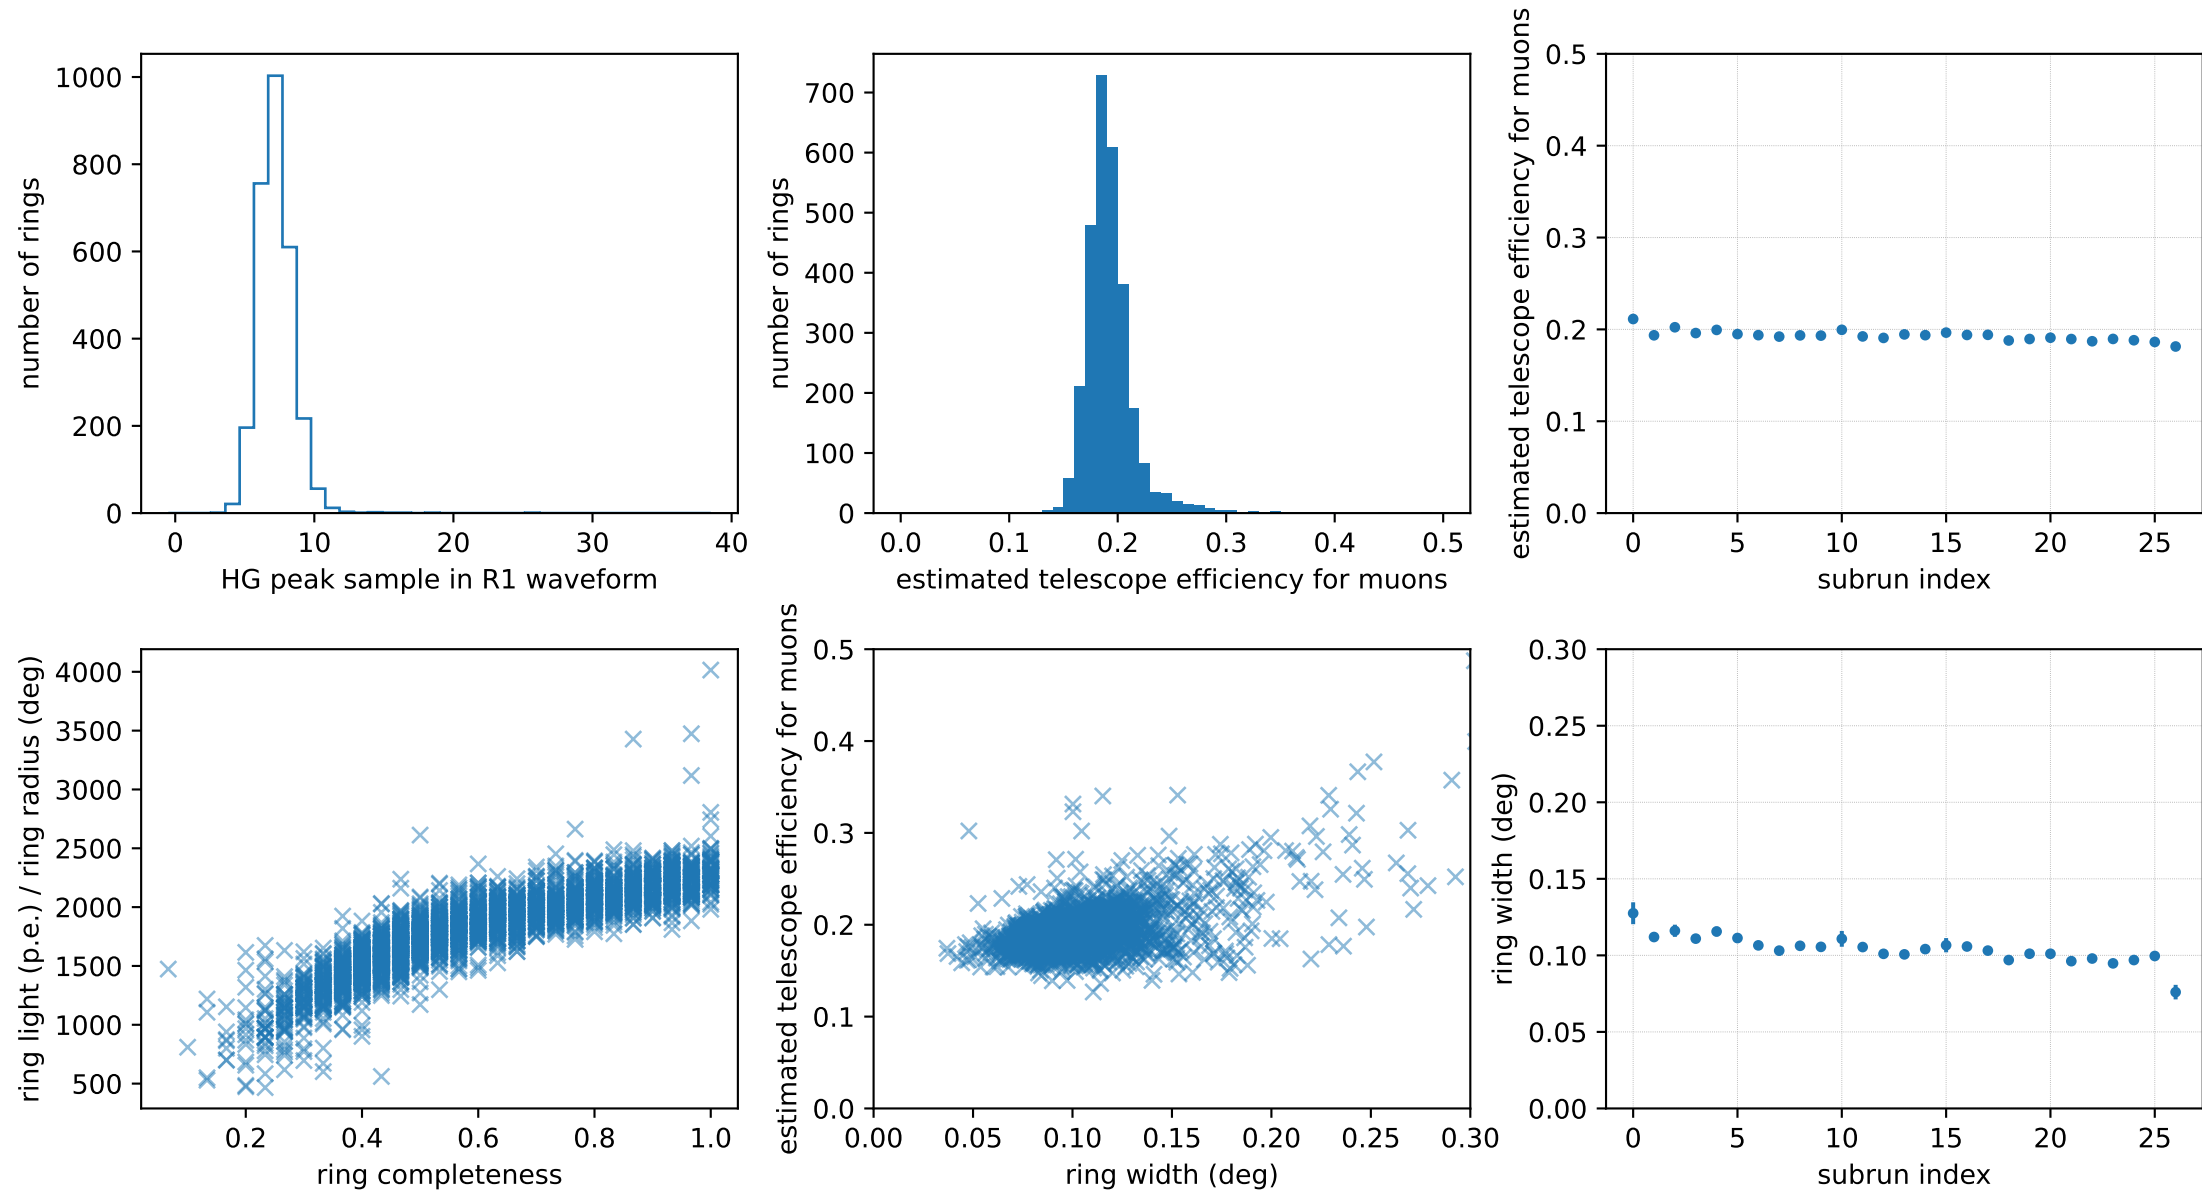 number of rings
1000
800
600
400
200
0
0 10 20 30 40
HG peak sample in R1 waveform
number of rings
700
600
500
400
300
200
100
0
0.0 0.1 0.2 0.3 0.4 0.5
estimated telescope efficiency for muons
estimated telescope efficiency for muons
0.5
0.4
0.3
0.2
0.1
0.0
0 5 10 15 20 25
subrun index
ring light (p.e.) / ring radius (deg)
4000
3500
3000
2500
2000
1500
1000
500
0.2 0.4 0.6 0.8 1.0
ring completeness
estimated telescope efficiency for muons
0.5
0.4
0.3
0.2
0.1
0.0
0.00 0.05 0.10 0.15 0.20 0.25 0.30
ring width (deg)
ring width (deg)
0.30
0.25
0.20
0.15
0.10
0.05
0.00
0 5 10 15 20 25
subrun index